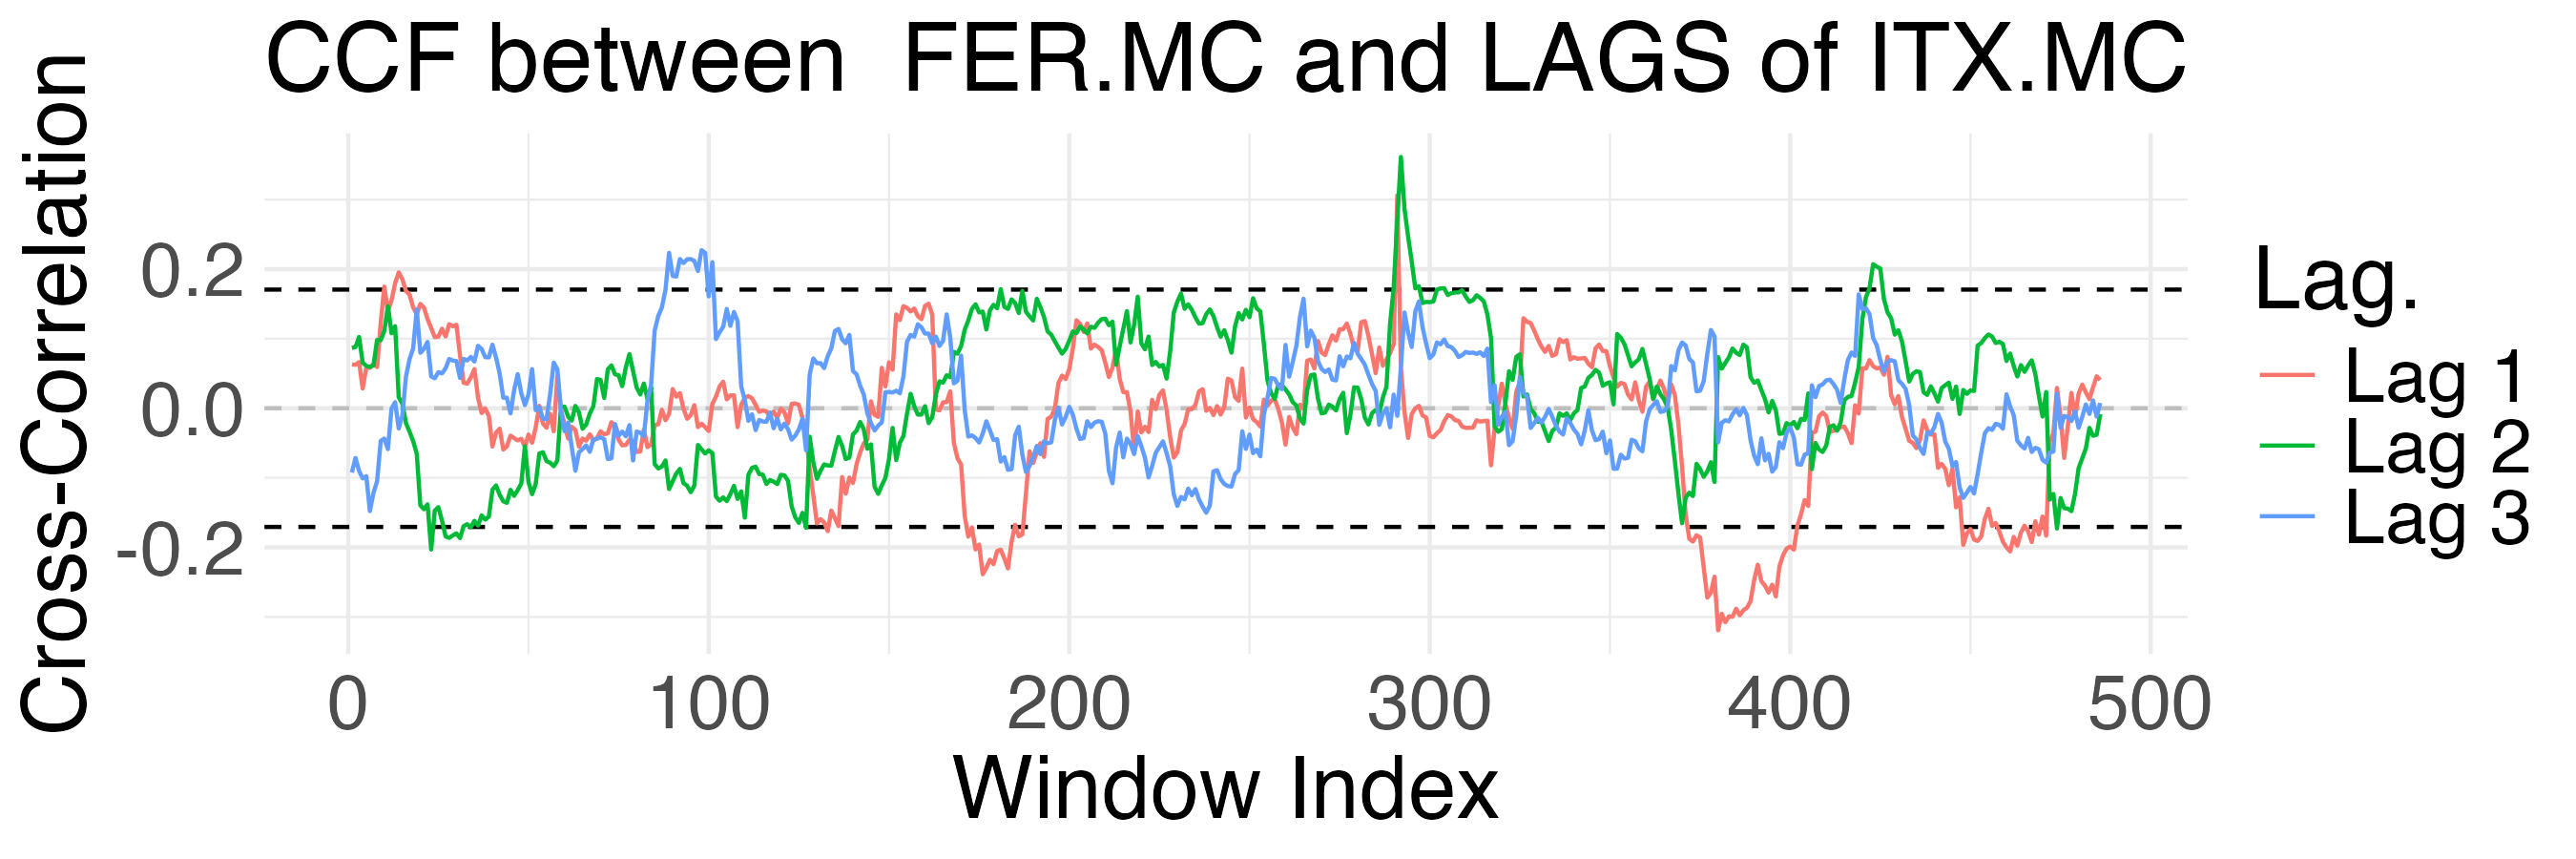 CCF between  FER.MC and LAGS of ITX.MC
Cross-Correlation
0.2
0.0
-0.2
0 100 200 300 400 500
Window Index
Lag.
Lag 1
Lag 2
Lag 3